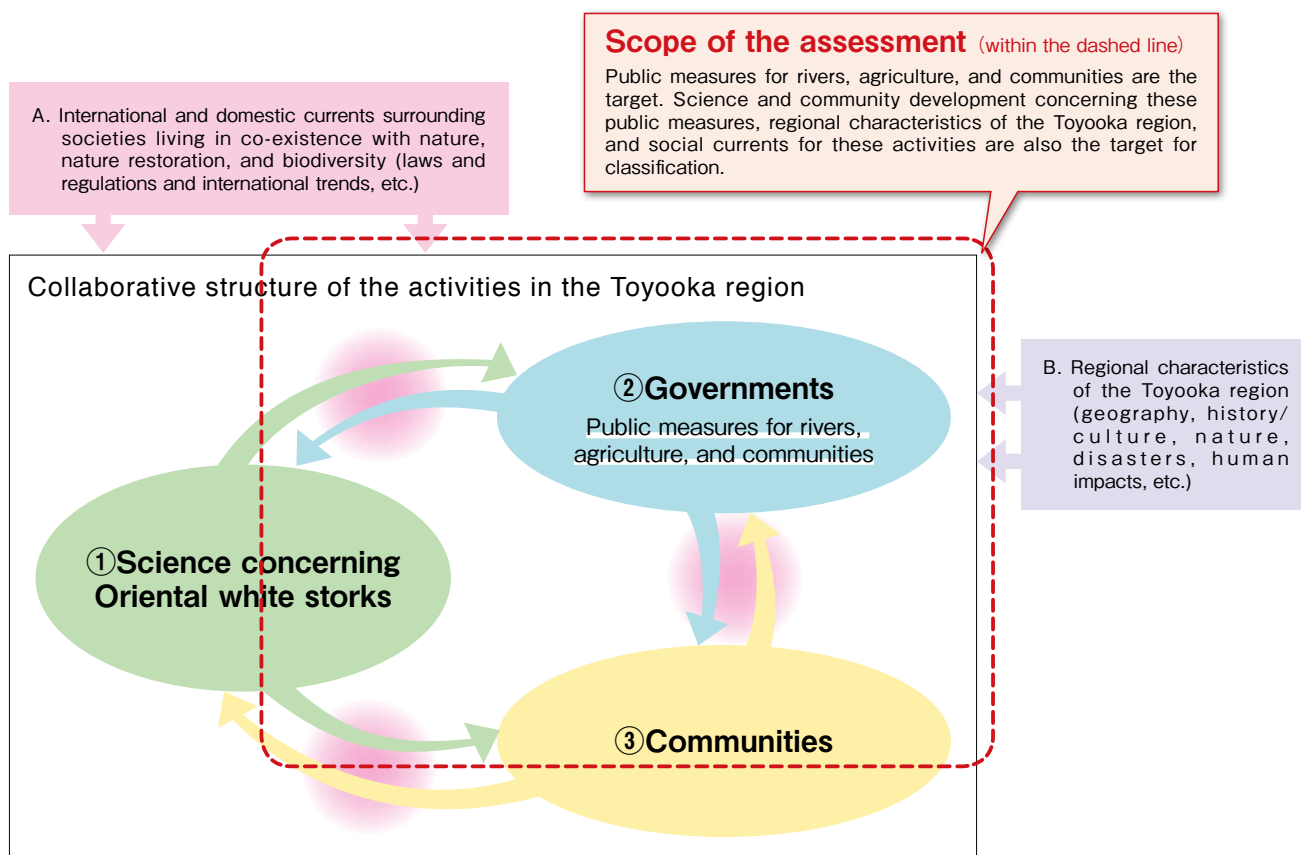 Scope of the assessment (within the dashed line)
Public measures for rivers, agriculture, and communities are the
target. Science and community development concerning these
public measures, regional characteristics of the Toyooka region,
and social currents for these activities are also the target for
classification.
A. International and domestic currents surrounding
societies living in co-existence with nature,
nature restoration, and biodiversity (laws and
regulations and international trends, etc.)
Collaborative structure of the activities in the Toyooka region
②Governments
Public measures for rivers,
agriculture, and communities
B. Regional characteristics
of the Toyooka region
(geography, history/
culture, nature,
disasters, human
impacts, etc.)
①Science concerning
Oriental white storks
③Communities